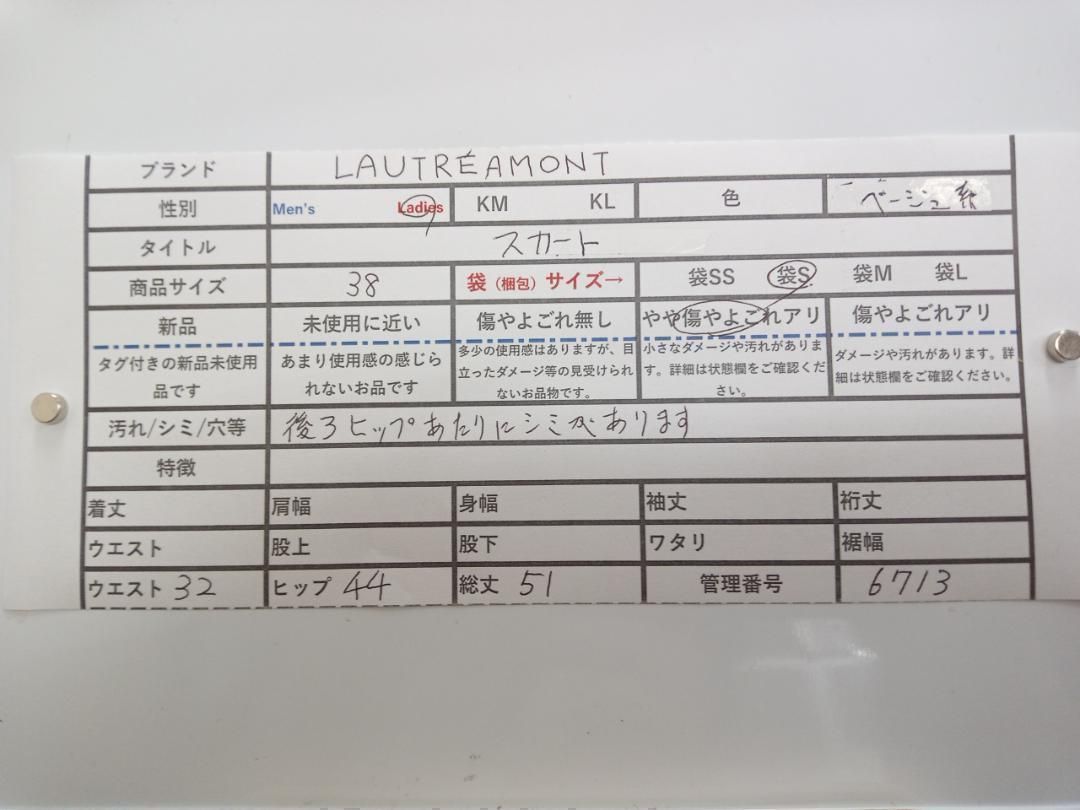 ブランド LAUTRÉAMONT
性別 Men's Ladies KM KL 色 ベージュ系
タイトル スカート
商品サイズ 38 袋（梱包）サイズ→ 袋SS 袋S 袋M 袋L
新品 未使用に近い 傷やよごれ無し やや傷やよごれアリ 傷やよごれアリ
タグ付きの新品未使用品です あまり使用感の感じられないお品です 多少の使用感はありますが、目立ったダメージ等の見受けられないお品物です。 小さなダメージや汚れがあります。詳細は状態欄をご確認ください。 ダメージや汚れがあります。詳細は状態欄をご確認ください。
汚れ/シミ/穴等 後ろヒップあたりにシミがあります
特徴
着丈 肩幅 身幅 袖丈 裄丈
ウエスト 股上 股下 ワタリ 裾幅
ウエスト 32 ヒップ 44 総丈 51 管理番号 6713